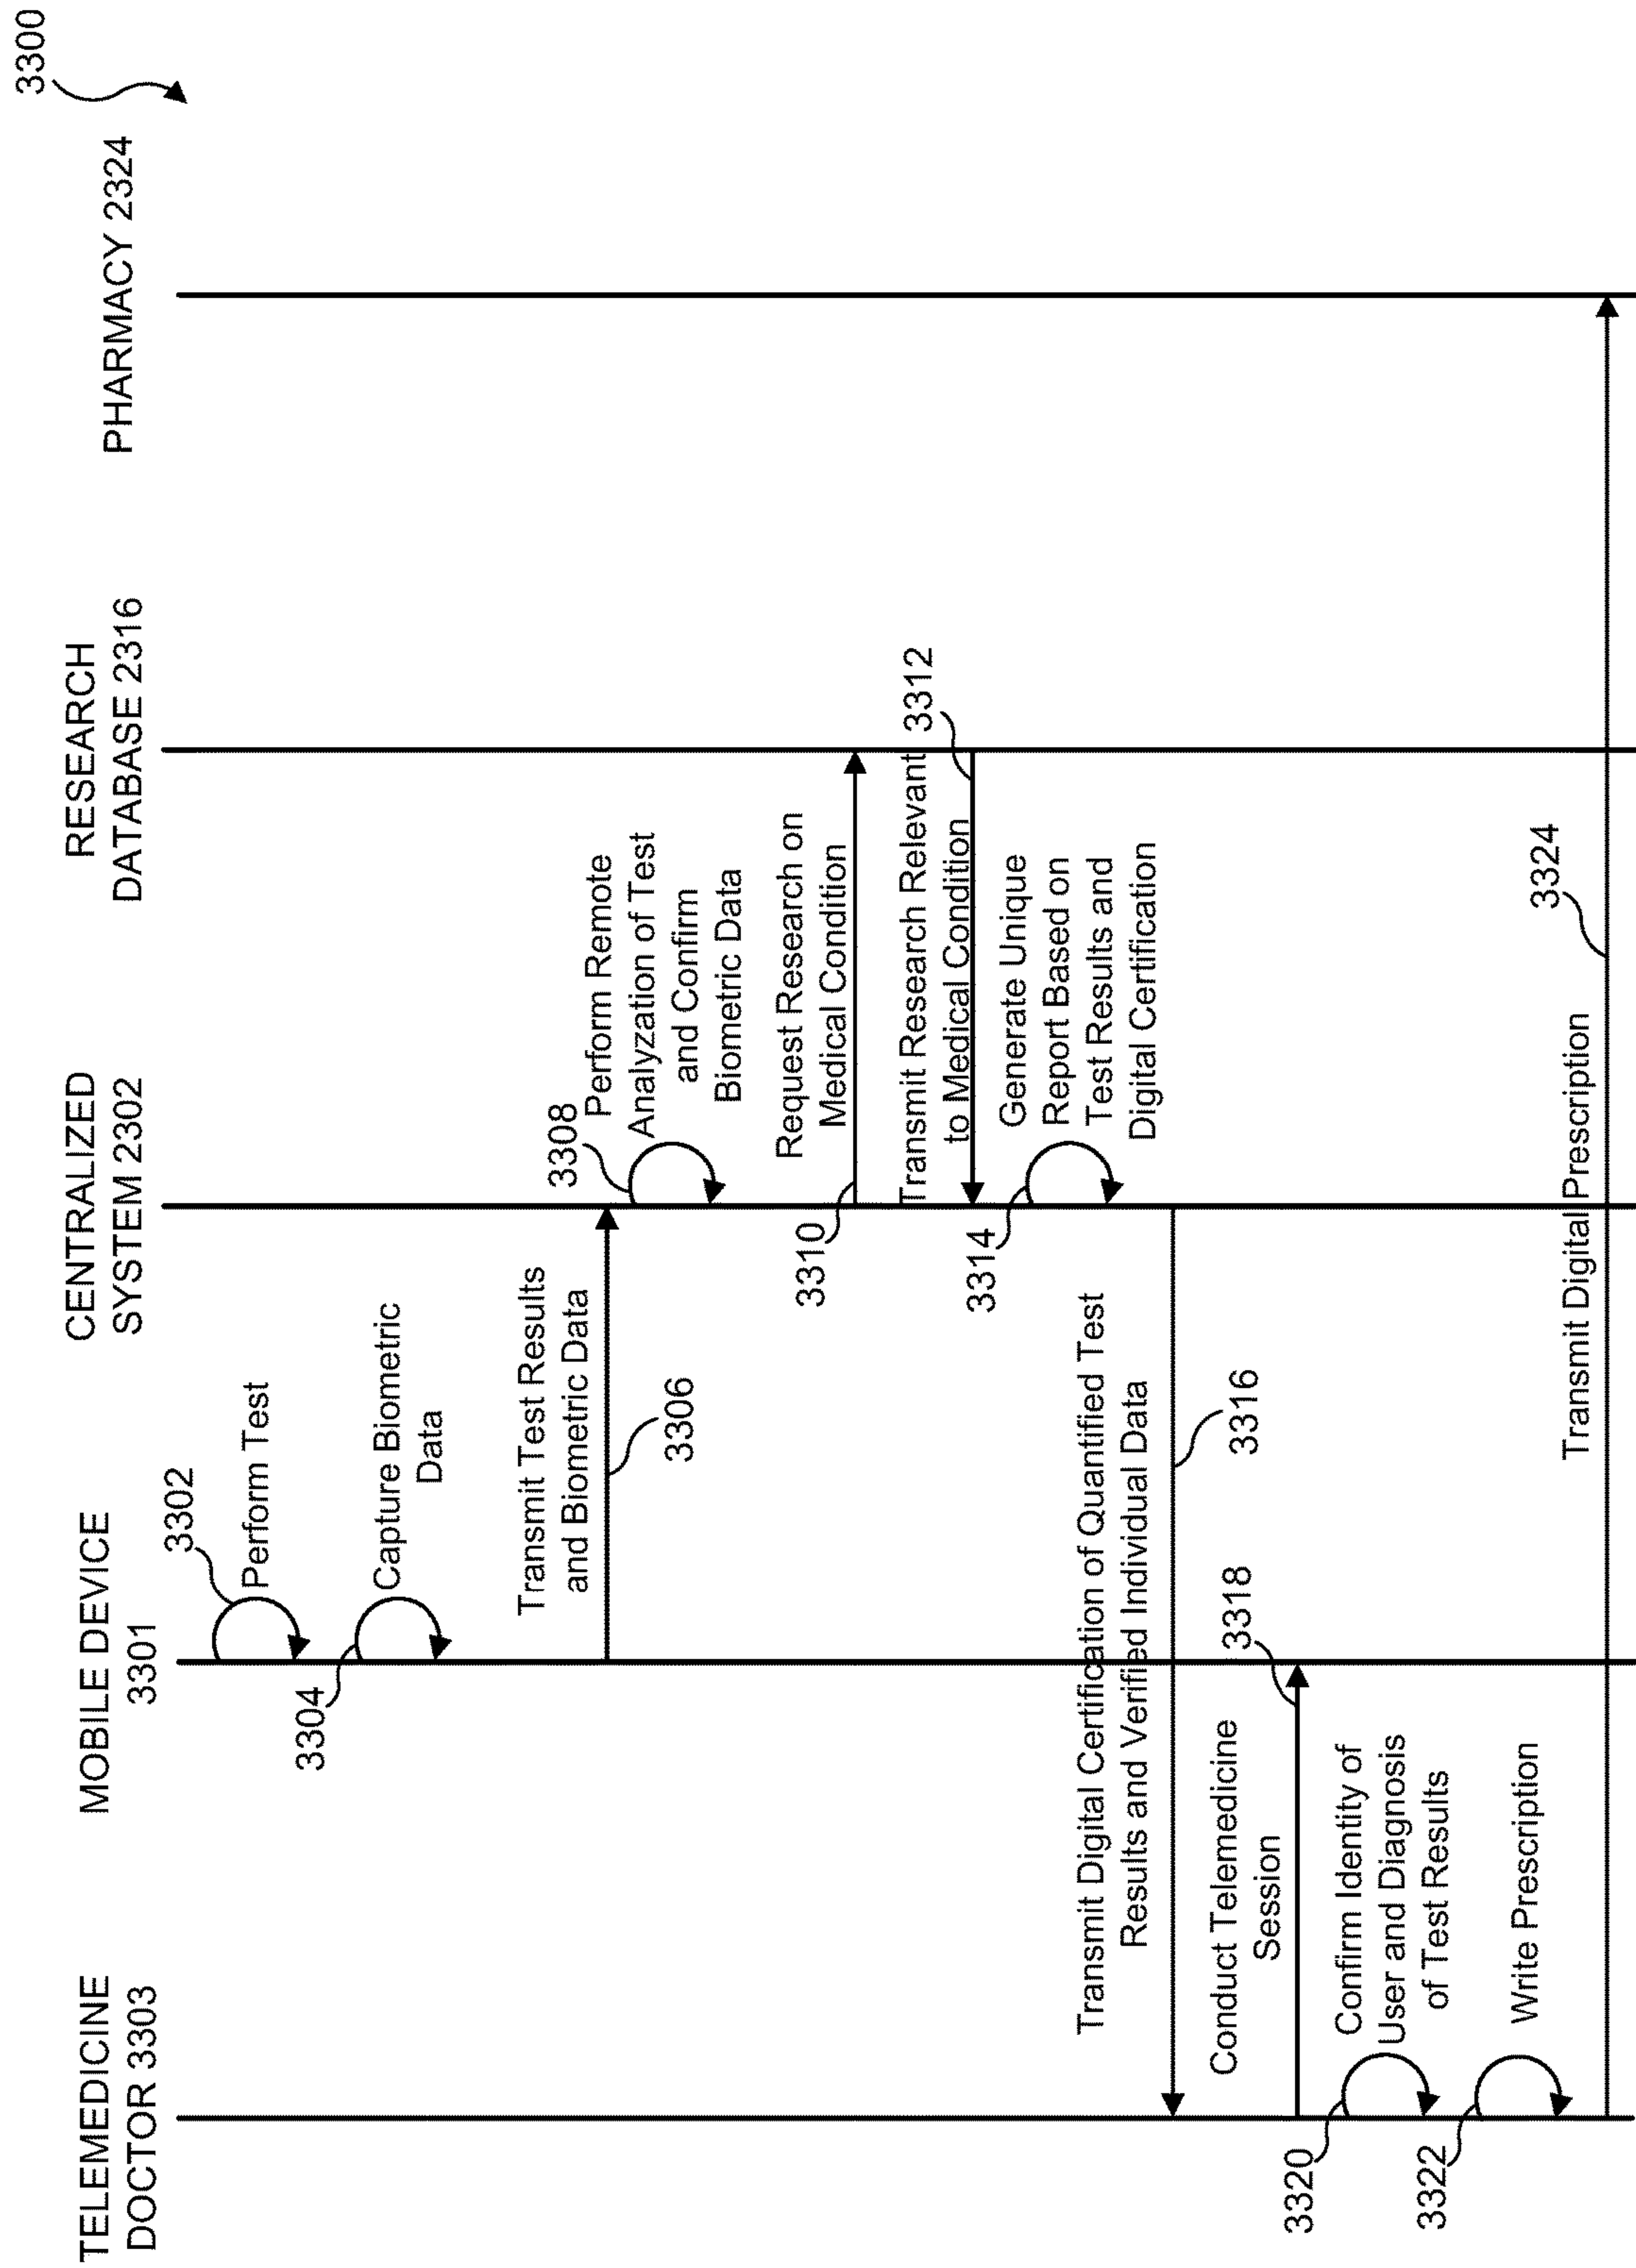 3300
TELEMEDICINE
DOCTOR 3303
MOBILE DEVICE
3301
CENTRALIZED
SYSTEM 2302
RESEARCH
DATABASE 2316
PHARMACY 2324
3302
Perform Test
3304
Capture Biometric
Data
Transmit Test Results
and Biometric Data
3306
3308
Perform Remote
Analyzation of Test
and Confirm
Biometric Data
3310
Request Research on
Medical Condition
Transmit Research Relevant
to Medical Condition
3312
3314
Generate Unique
Report Based on
Test Results and
Digital Certification
Transmit Digital Certification of Quantified Test
Results and Verified Individual Data
3316
Conduct Telemedicine
Session
3318
3320
Confirm Identity of
User and Diagnosis
of Test Results
3322
Write Prescription
Transmit Digital Prescription
3324